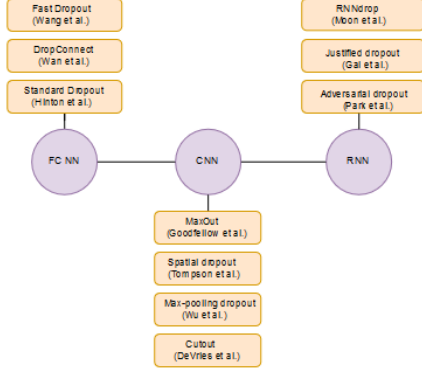 Fast Dropout
(Wang et al.)
DropConnect
(Wan et al.)
Standard Dropout
(Hinton et al.)
RNNdrop
(Moon et al.)
Justified dropout
(Gal et al.)
Adversarial dropout
(Park et al.)
FC NN
CNN
RNN
MaxOut
(Goodfellow et al.)
Spatial dropout
(Tompson et al.)
Max-pooling dropout
(Wu et al.)
Cutout
(DeVries et al.)